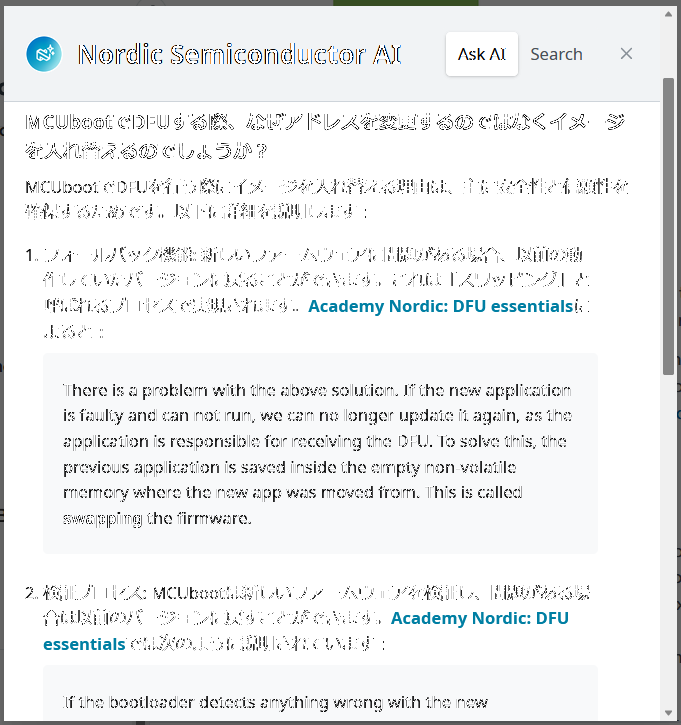 Nordic Semiconductor AI
Ask AI
Search
MCUbootでDFUする際、なぜアドレスを変更するのではなくイメージ
を入れ替えるのでしょうか？
MCUbootでDFUを行う際にイメージを入れ替える理由は、主に安全性と信頼性を
確保するためです。以下に詳細を説明します：
1. フォールバック機能: 新しいファームウェアに問題がある場合、以前の動
作していたバージョンに戻ることができます。これは「スワッピング」と
呼ばれるプロセスで実現されます。Academy Nordic: DFU essentialsに
よると：
There is a problem with the above solution. If the new application
is faulty and can not run, we can no longer update it again, as the
application is responsible for receiving the DFU. To solve this, the
previous application is saved inside the empty non-volatile
memory where the new app was moved from. This is called
swapping the firmware.
2. 検証プロセス: MCUbootは新しいファームウェアを検証し、問題がある場
合は以前のバージョンに戻すことができます。Academy Nordic: DFU
essentialsでは次のように説明されています：
If the bootloader detects anything wrong with the new